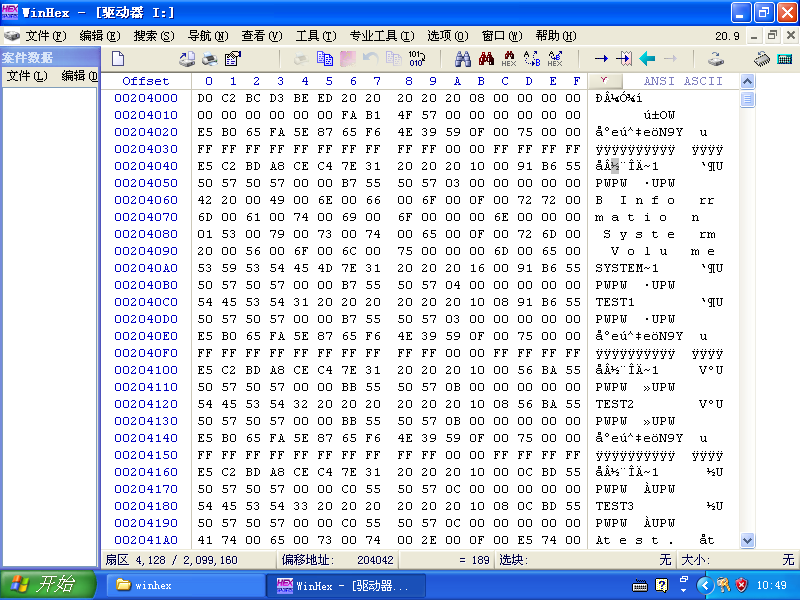 WinHex - [驱动器 I:]
文件(F) 编辑(E) 搜索(S) 导航(N) 查看(V) 工具(T) 专业工具(I) 选项(O) 窗口(W) 帮助(H) 20.9
案件数据
文件(L) 编辑(D
Offset 0 1 2 3 4 5 6 7 8 9 A B C D E F ANSI ASCII
00204000 D0 C2 BC D3 BE ED 20 20 20 20 20 08 00 00 00 00 ÐÂ¼Ó¾í
00204010 00 00 00 00 00 00 FA B1 4F 57 00 00 00 00 00 00 ú±OW
00204020 E5 B0 65 FA 5E 87 65 F6 4E 39 59 0F 00 75 00 00 å°eú^‡eöN9Y u
00204030 FF FF FF FF FF FF FF FF FF FF 00 00 FF FF FF FF ÿÿÿÿÿÿÿÿÿÿ ÿÿÿÿ
00204040 E5 C2 BD A8 CE C4 7E 31 20 20 20 10 00 91 B6 55 åÂ½¨ÎÄ~1 ‘¶U
00204050 50 57 50 57 00 00 B7 55 50 57 03 00 00 00 00 00 PWPW ·UPW
00204060 42 20 00 49 00 6E 00 66 00 6F 00 0F 00 72 72 00 B I n f o rr
00204070 6D 00 61 00 74 00 69 00 6F 00 00 00 6E 00 00 00 m a t i o n
00204080 01 53 00 79 00 73 00 74 00 65 00 0F 00 72 6D 00 S y s t e rm
00204090 20 00 56 00 6F 00 6C 00 75 00 00 00 6D 00 65 00 V o l u m e
002040A0 53 59 53 54 45 4D 7E 31 20 20 20 16 00 91 B6 55 SYSTEM~1 ‘¶U
002040B0 50 57 50 57 00 00 B7 55 50 57 04 00 00 00 00 00 PWPW ·UPW
002040C0 54 45 53 54 31 20 20 20 20 20 20 10 08 91 B6 55 TEST1 ‘¶U
002040D0 50 57 50 57 00 00 B7 55 50 57 03 00 00 00 00 00 PWPW ·UPW
002040E0 E5 B0 65 FA 5E 87 65 F6 4E 39 59 0F 00 75 00 00 å°eú^‡eöN9Y u
002040F0 FF FF FF FF FF FF FF FF FF FF 00 00 FF FF FF FF ÿÿÿÿÿÿÿÿÿÿ ÿÿÿÿ
00204100 E5 C2 BD A8 CE C4 7E 31 20 20 20 10 00 56 BA 55 åÂ½¨ÎÄ~1 VºU
00204110 50 57 50 57 00 00 BB 55 50 57 0B 00 00 00 00 00 PWPW »UPW
00204120 54 45 53 54 32 20 20 20 20 20 20 10 08 56 BA 55 TEST2 VºU
00204130 50 57 50 57 00 00 BB 55 50 57 0B 00 00 00 00 00 PWPW »UPW
00204140 E5 B0 65 FA 5E 87 65 F6 4E 39 59 0F 00 75 00 00 å°eú^‡eöN9Y u
00204150 FF FF FF FF FF FF FF FF FF FF 00 00 FF FF FF FF ÿÿÿÿÿÿÿÿÿÿ ÿÿÿÿ
00204160 E5 C2 BD A8 CE C4 7E 31 20 20 20 10 00 0C BD 55 åÂ½¨ÎÄ~1 ½U
00204170 50 57 50 57 00 00 C0 55 50 57 0C 00 00 00 00 00 PWPW ÀUPW
00204180 54 45 53 54 33 20 20 20 20 20 20 10 08 0C BD 55 TEST3 ½U
00204190 50 57 50 57 00 00 C0 55 50 57 0C 00 00 00 00 00 PWPW ÀUPW
002041A0 41 74 00 65 00 73 00 74 00 2E 00 0F 00 E5 74 00 At e s t . åt
扇区 4,128 / 2,099,160 偏移地址: 204042 = 189 选块: 无 大小: 无
开始 winhex WinHex - [驱动器... 10:49